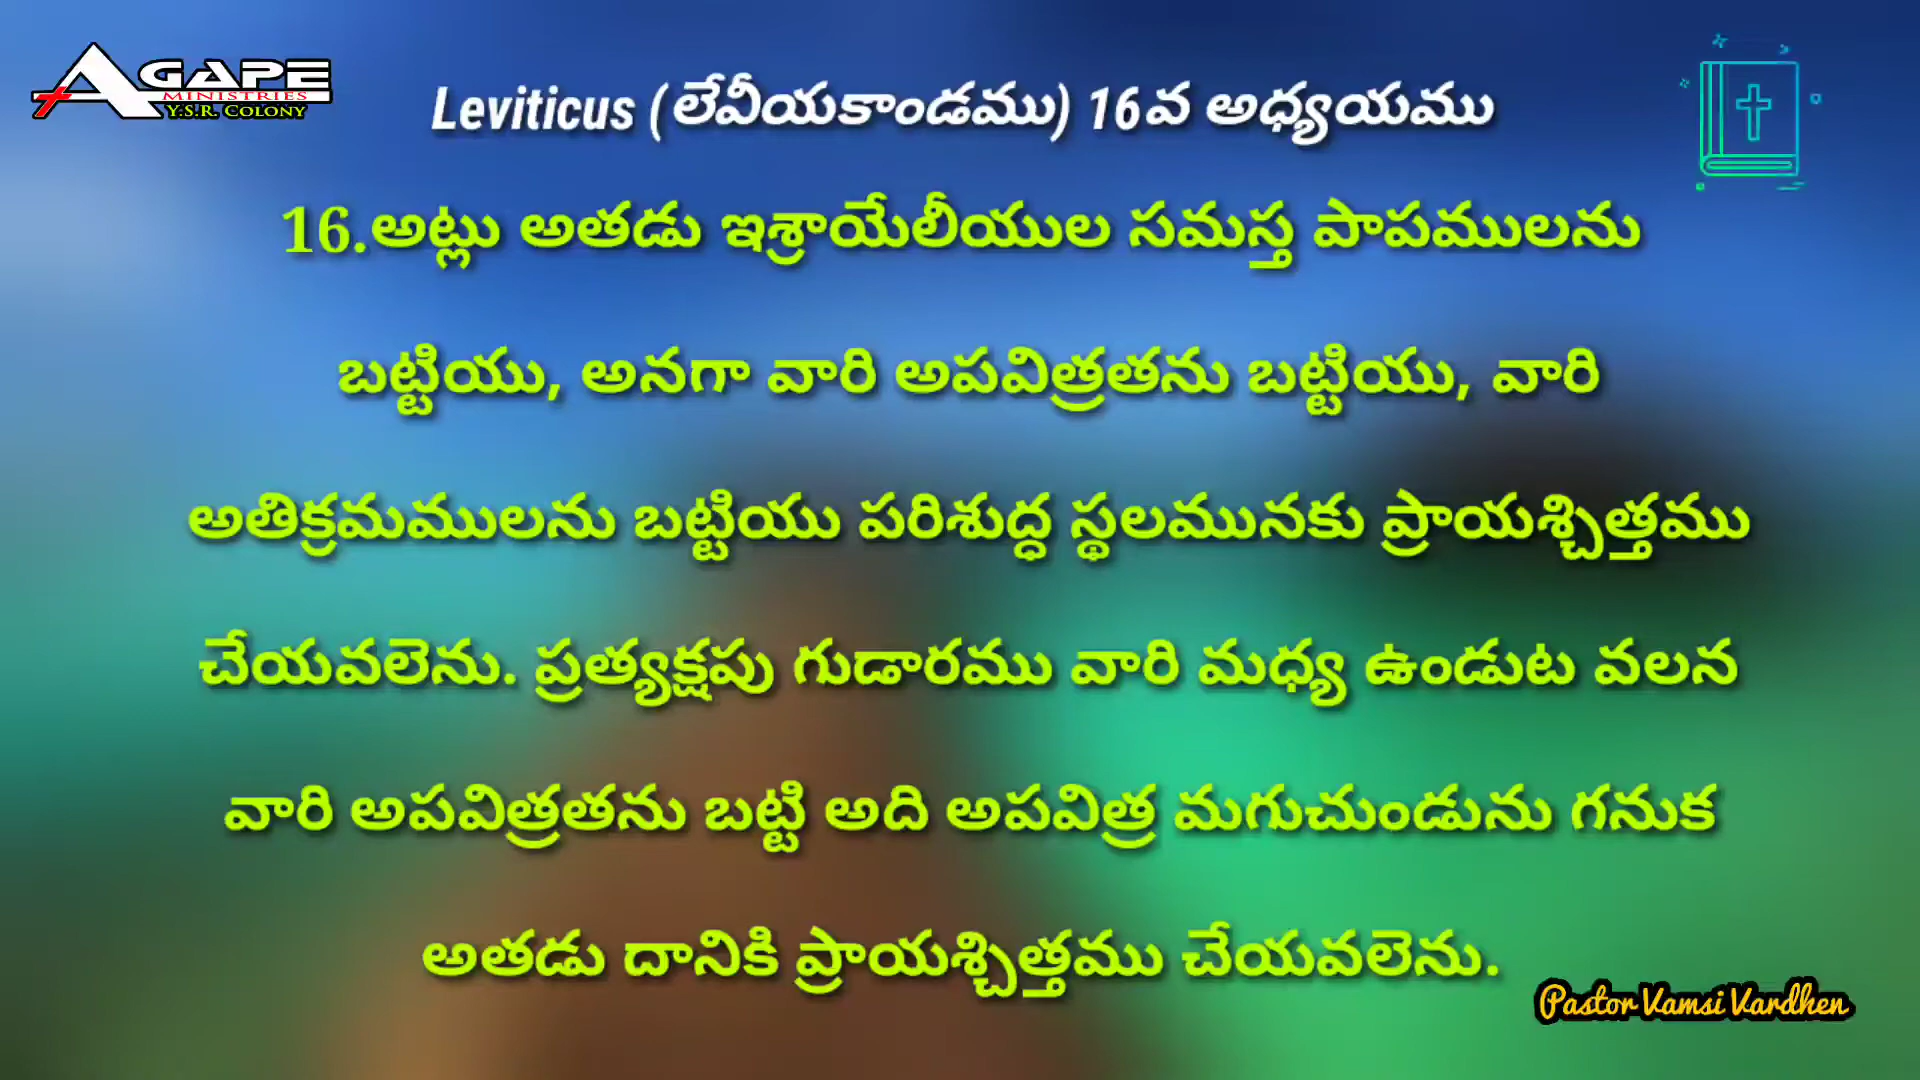 AGAPE
MINISTRIES
Y.S.R. COLONY
Leviticus (లేవీయకాండము) 16వ అధ్యయము
16.అట్లు అతడు ఇశ్రాయేలీయుల సమస్త పాపములను
బట్టియు, అనగా వారి అపవిత్రతను బట్టియు, వారి
అతిక్రమములను బట్టియు పరిశుద్ధ స్థలమునకు ప్రాయశ్చిత్తము
చేయవలెను. ప్రత్యక్షపు గుడారము వారి మధ్య ఉండుట వలన
వారి అపవిత్రతను బట్టి అది అపవిత్ర మగుచుండును గనుక
అతడు దానికి ప్రాయశ్చిత్తము చేయవలెను.
Pastor Vamsi Vardhen